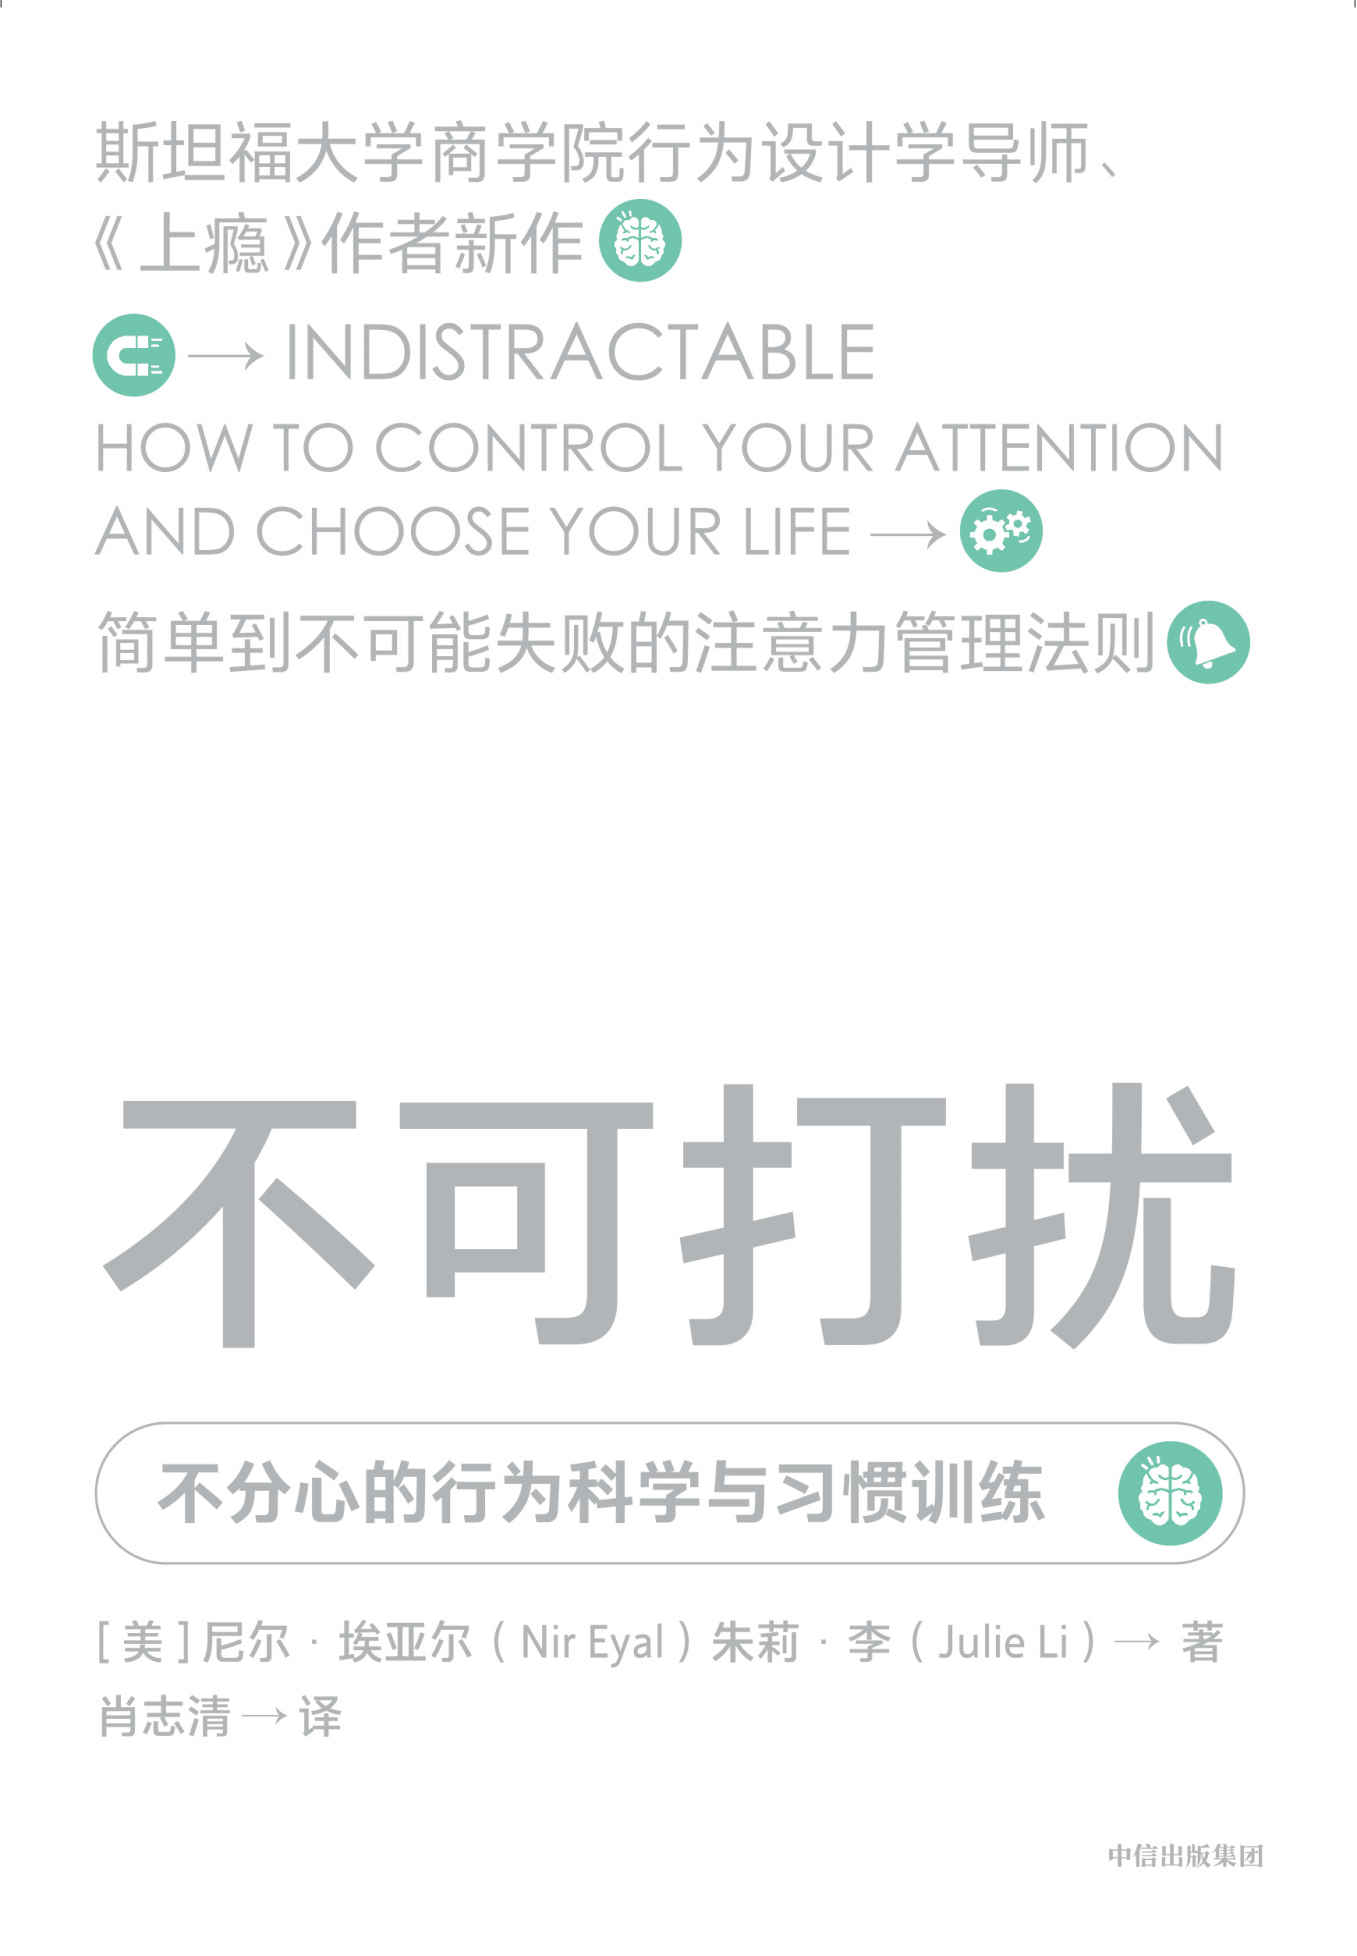 斯坦福大学商学院行为设计学导师、
《上瘾》作者新作
→ INDISTRACTABLE
HOW TO CONTROL YOUR ATTENTION
AND CHOOSE YOUR LIFE →
简单到不可能失败的注意力管理法则
不可打扰
不分心的行为科学与习惯训练
[美]尼尔·埃亚尔（Nir Eyal）朱莉·李（Julie Li）→ 著
肖志清→译
中信出版集团